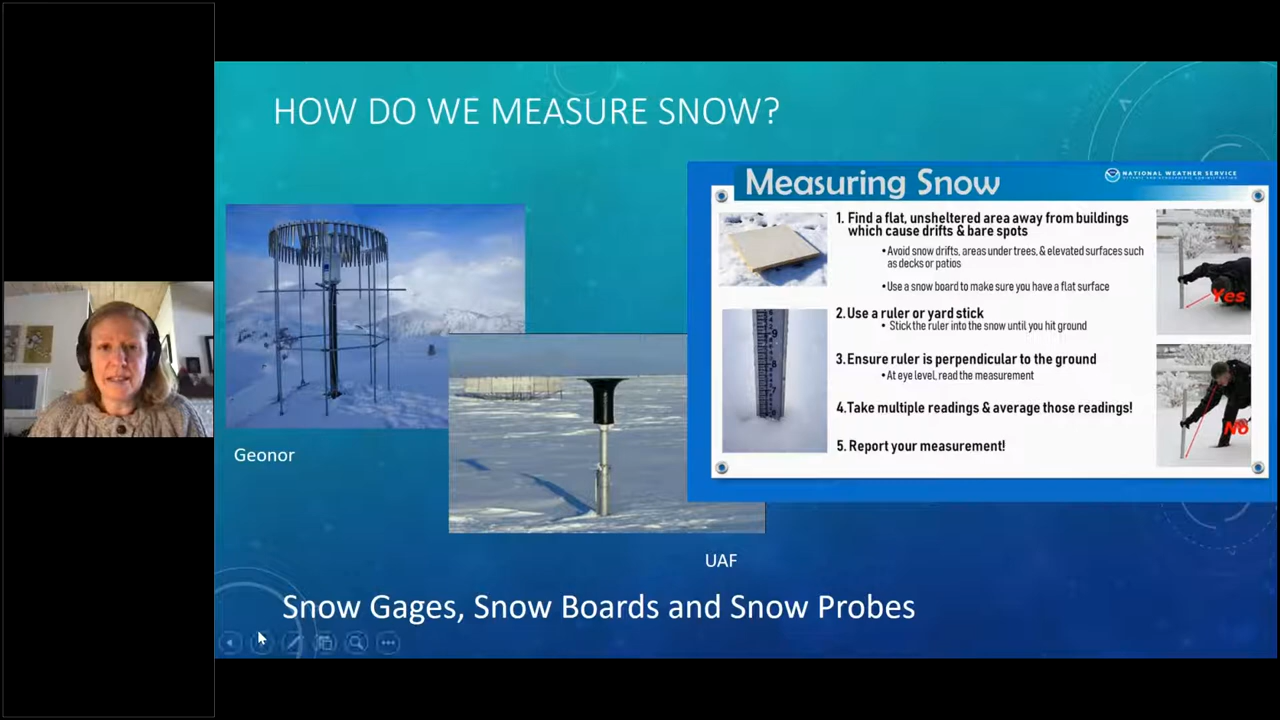 HOW DO WE MEASURE SNOW?
Measuring Snow
NATIONAL WEATHER SERVICE
1. Find a flat, unsheltered area away from buildings
which cause drifts & bare spots
•Avoid snow drifts, areas under trees, & elevated surfaces such
as decks or patios
•Use a snow board to make sure you have a flat surface
2.Use a ruler or yard stick
• Stick the ruler into the snow until you hit ground
3.Ensure ruler is perpendicular to the ground
•At eye level, read the measurement
4.Take multiple readings & average those readings!
5. Report your measurement!
Yes
No
Geonor
UAF
Snow Gages, Snow Boards and Snow Probes